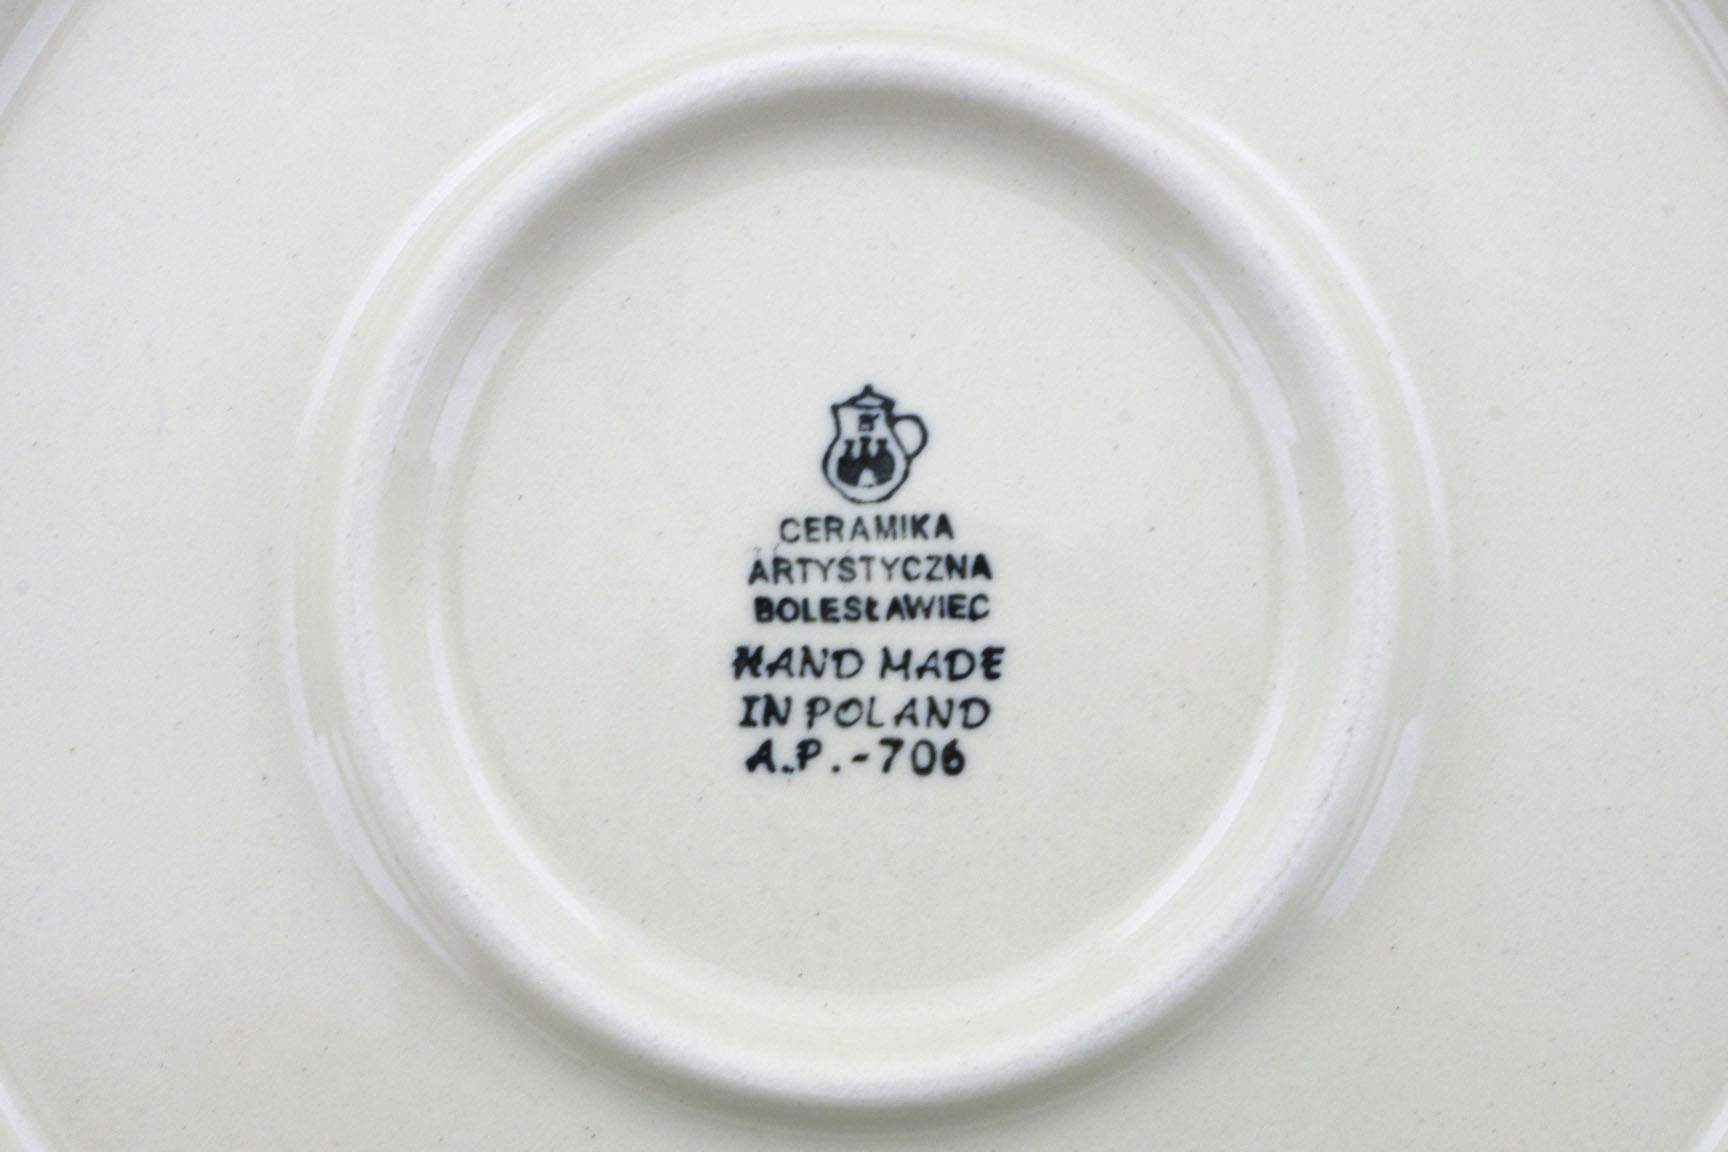 CERAMIKA
ARTYSTYCZNA
BOLESŁAWIEC
HAND MADE
IN POLAND
A.P.-706